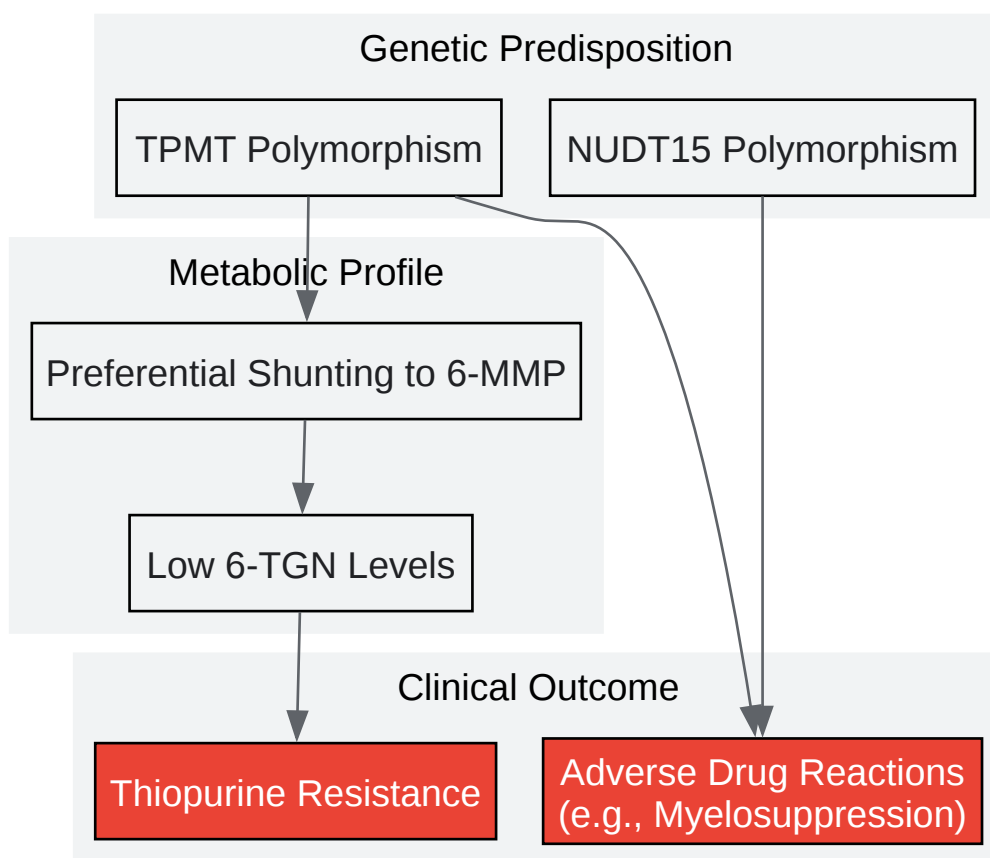 Genetic Predisposition
TPMT Polymorphism
NUDT15 Polymorphism
Metabolic Profile
Preferential Shunting to 6-MMP
Low 6-TGN Levels
Clinical Outcome
Thiopurine Resistance
Adverse Drug Reactions
(e.g., Myelosuppression)